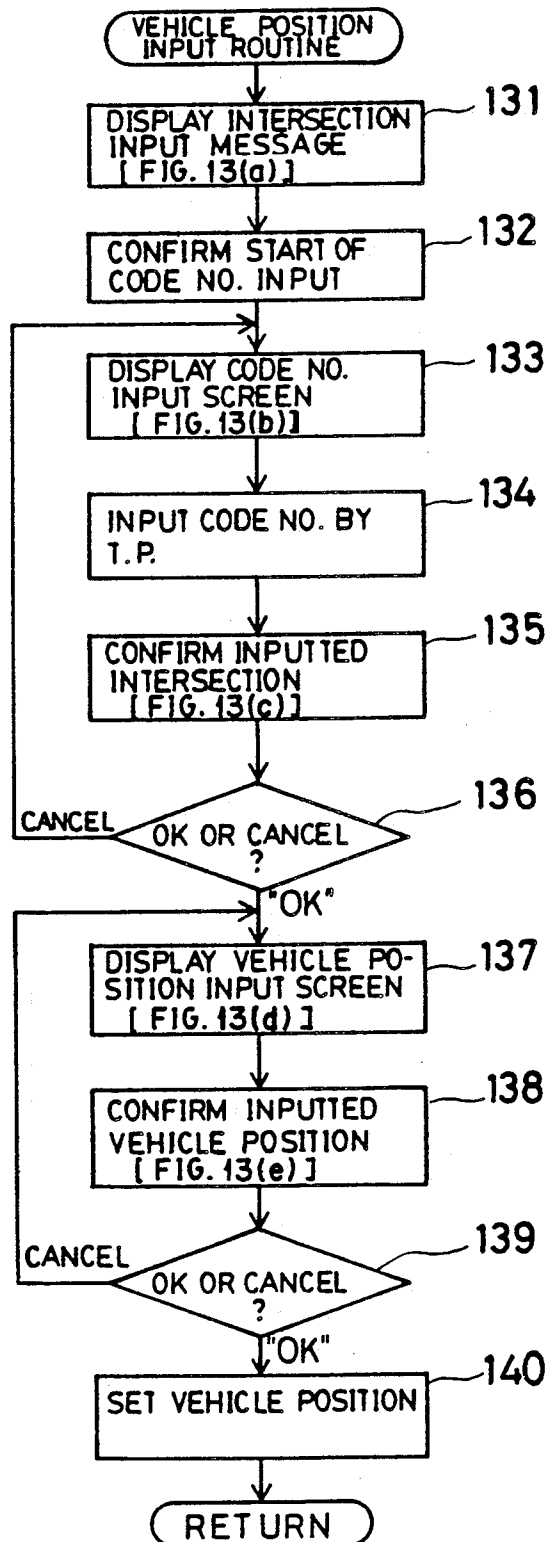 VEHICLE POSITION
INPUT ROUTINE
131
DISPLAY INTERSECTION
INPUT MESSAGE
[ FIG. 13(a) ]
132
CONFIRM START OF
CODE NO. INPUT
133
DISPLAY CODE NO.
INPUT SCREEN
[ FIG. 13(b) ]
134
INPUT CODE NO. BY
T.P.
135
CONFIRM INPUTTED
INTERSECTION
[ FIG. 13(c) ]
136
CANCEL
OK OR CANCEL
?
"OK"
137
DISPLAY VEHICLE PO-
SITION INPUT SCREEN
[ FIG. 13(d) ]
138
CONFIRM INPUTTED
VEHICLE POSITION
[ FIG. 13(e) ]
139
CANCEL
OK OR CANCEL
?
"OK"
140
SET VEHICLE POSITION
RETURN